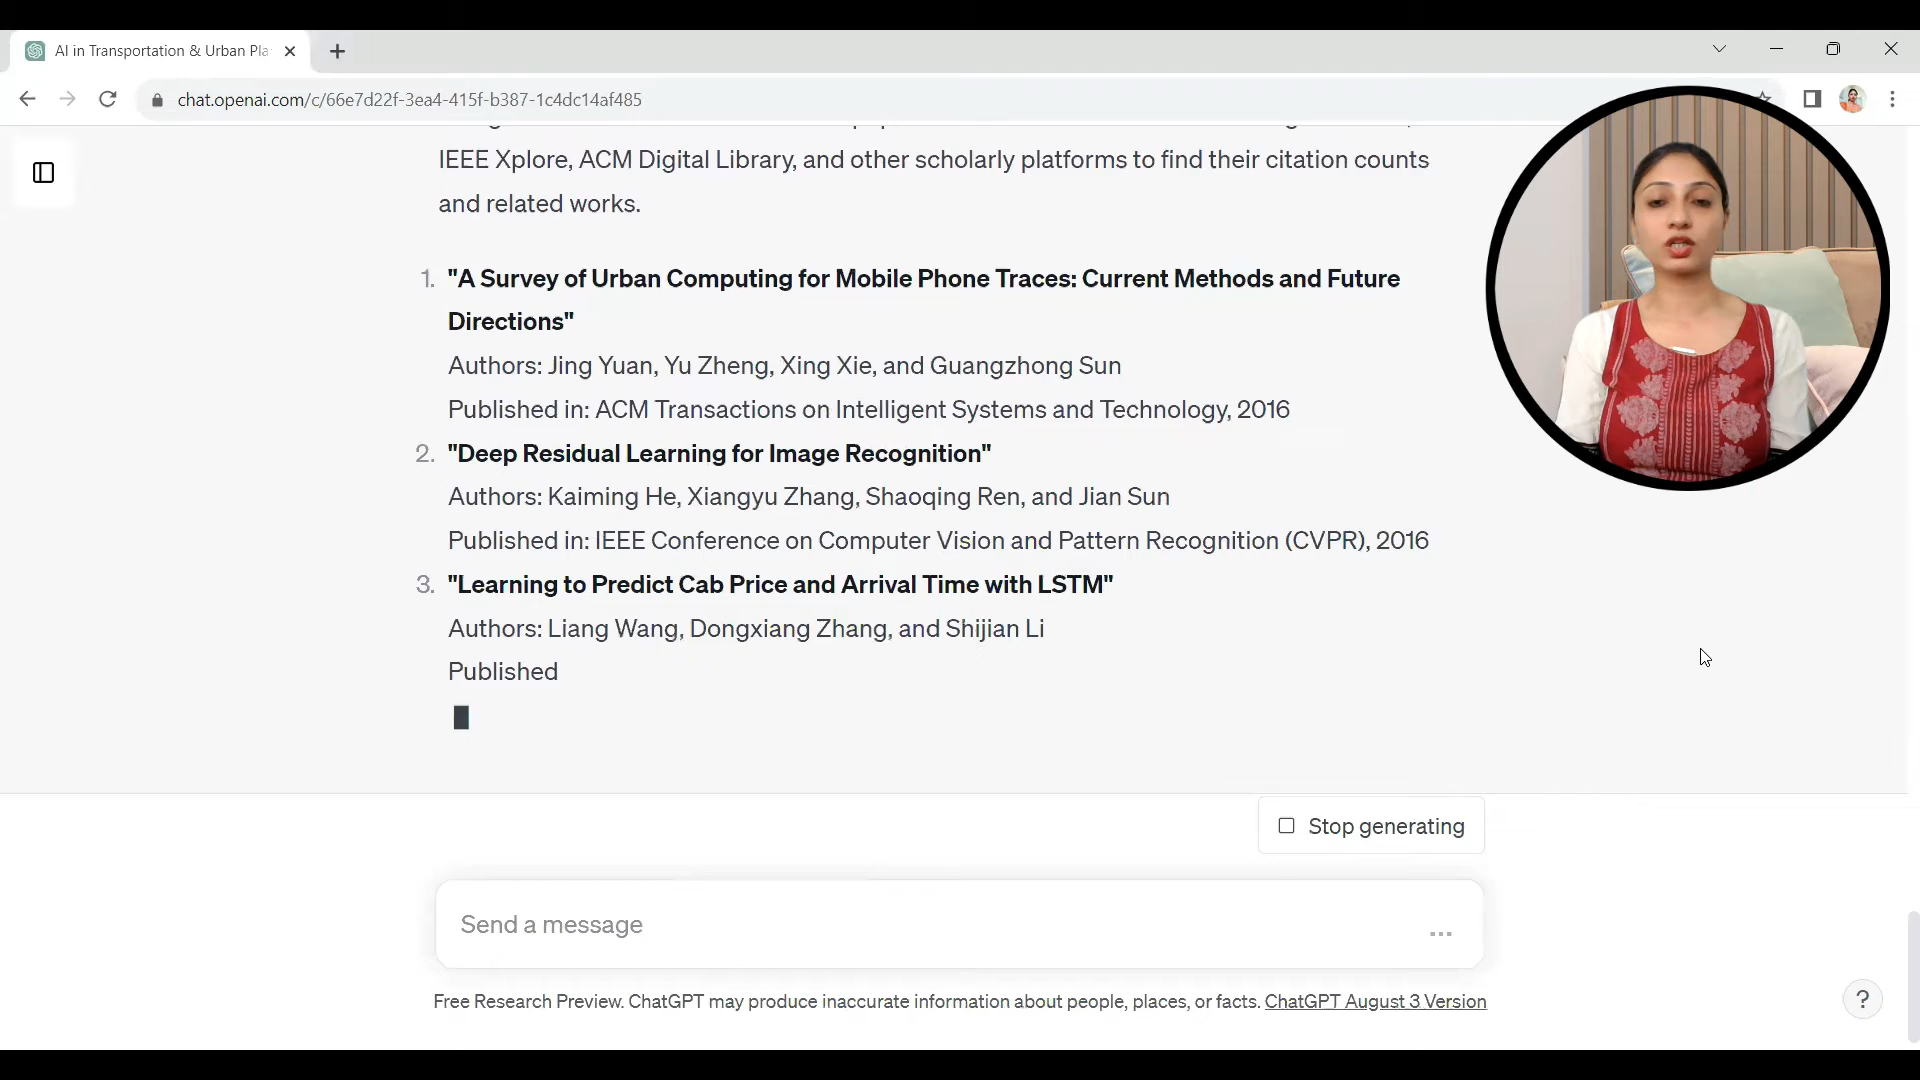 AI in Transportation & Urban Pla
chat.openai.com/c/66e7d22f-3ea4-415f-b387-1c4dc14af485
IEEE Xplore, ACM Digital Library, and other scholarly platforms to find their citation counts
and related works.
1. "A Survey of Urban Computing for Mobile Phone Traces: Current Methods and Future
Directions"
Authors: Jing Yuan, Yu Zheng, Xing Xie, and Guangzhong Sun
Published in: ACM Transactions on Intelligent Systems and Technology, 2016
2. "Deep Residual Learning for Image Recognition"
Authors: Kaiming He, Xiangyu Zhang, Shaoqing Ren, and Jian Sun
Published in: IEEE Conference on Computer Vision and Pattern Recognition (CVPR), 2016
3. "Learning to Predict Cab Price and Arrival Time with LSTM"
Authors: Liang Wang, Dongxiang Zhang, and Shijian Li
Published
Stop generating
Send a message
...
Free Research Preview. ChatGPT may produce inaccurate information about people, places, or facts. ChatGPT August 3 Version
?